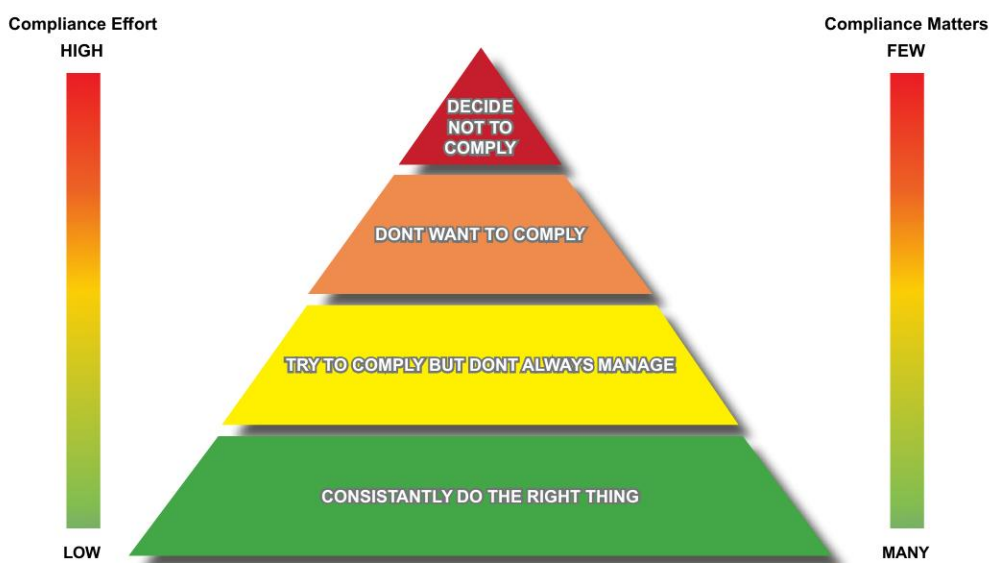 Compliance Effort
HIGH
Compliance Matters
FEW
DECIDE
NOT TO
COMPLY
DONT WANT TO COMPLY
TRY TO COMPLY BUT DONT ALWAYS MANAGE
CONSISTANTLY DO THE RIGHT THING
LOW
MANY